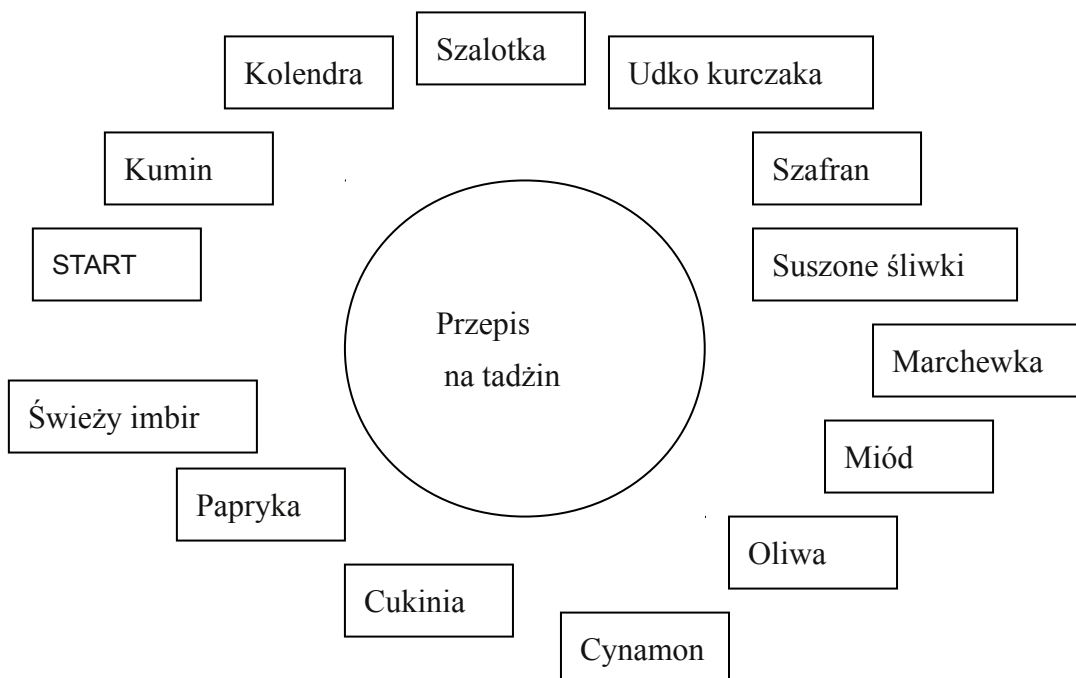 Szalotka
Kolendra
Udko kurczaka
Kumin
Szafran
START
Suszone śliwki
Przepis
na tadżin
Marchewka
Świeży imbir
Miód
Papryka
Oliwa
Cukinia
Cynamon